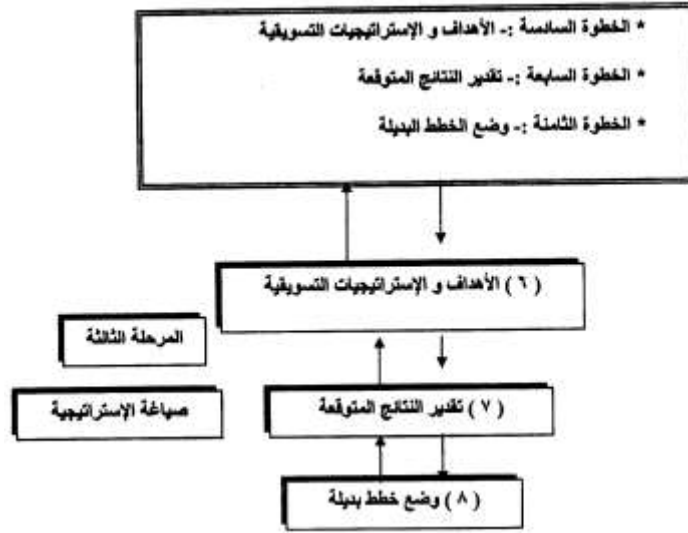 * الخطوة السادسة :- الأهداف و الإستراتيجيات التسويقية
* الخطوة السابعة :- تقدير النتائج المتوقعة
* الخطوة الثامنة :- وضع الخطط البديلة
( ٦ ) الأهداف و الإستراتيجيات التسويقية
المرحلة الثالثة
صياغة الإستراتيجية
( ٧ ) تقدير النتائج المتوقعة
( ٨ ) وضع خطط بديلة